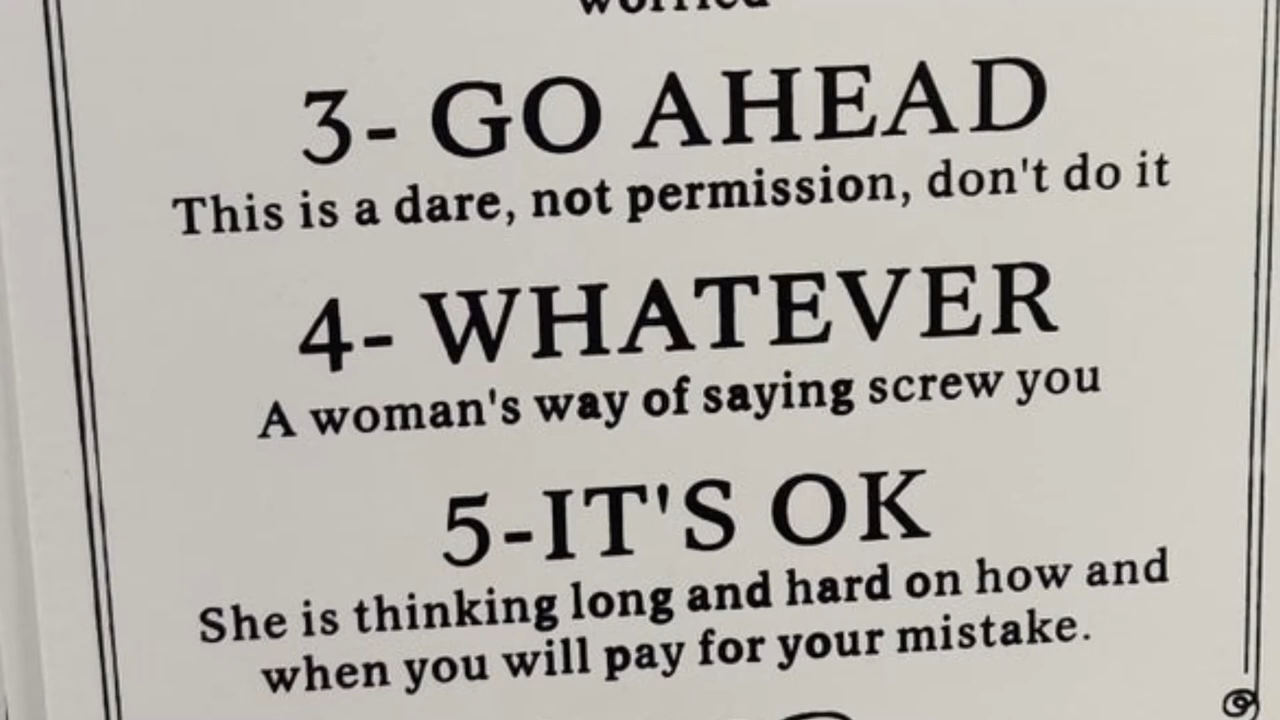 worried
3- GO AHEAD
This is a dare, not permission, don't do it
4- WHATEVER
A woman's way of saying screw you
5-IT'S OK
She is thinking long and hard on how and
when you will pay for your mistake.